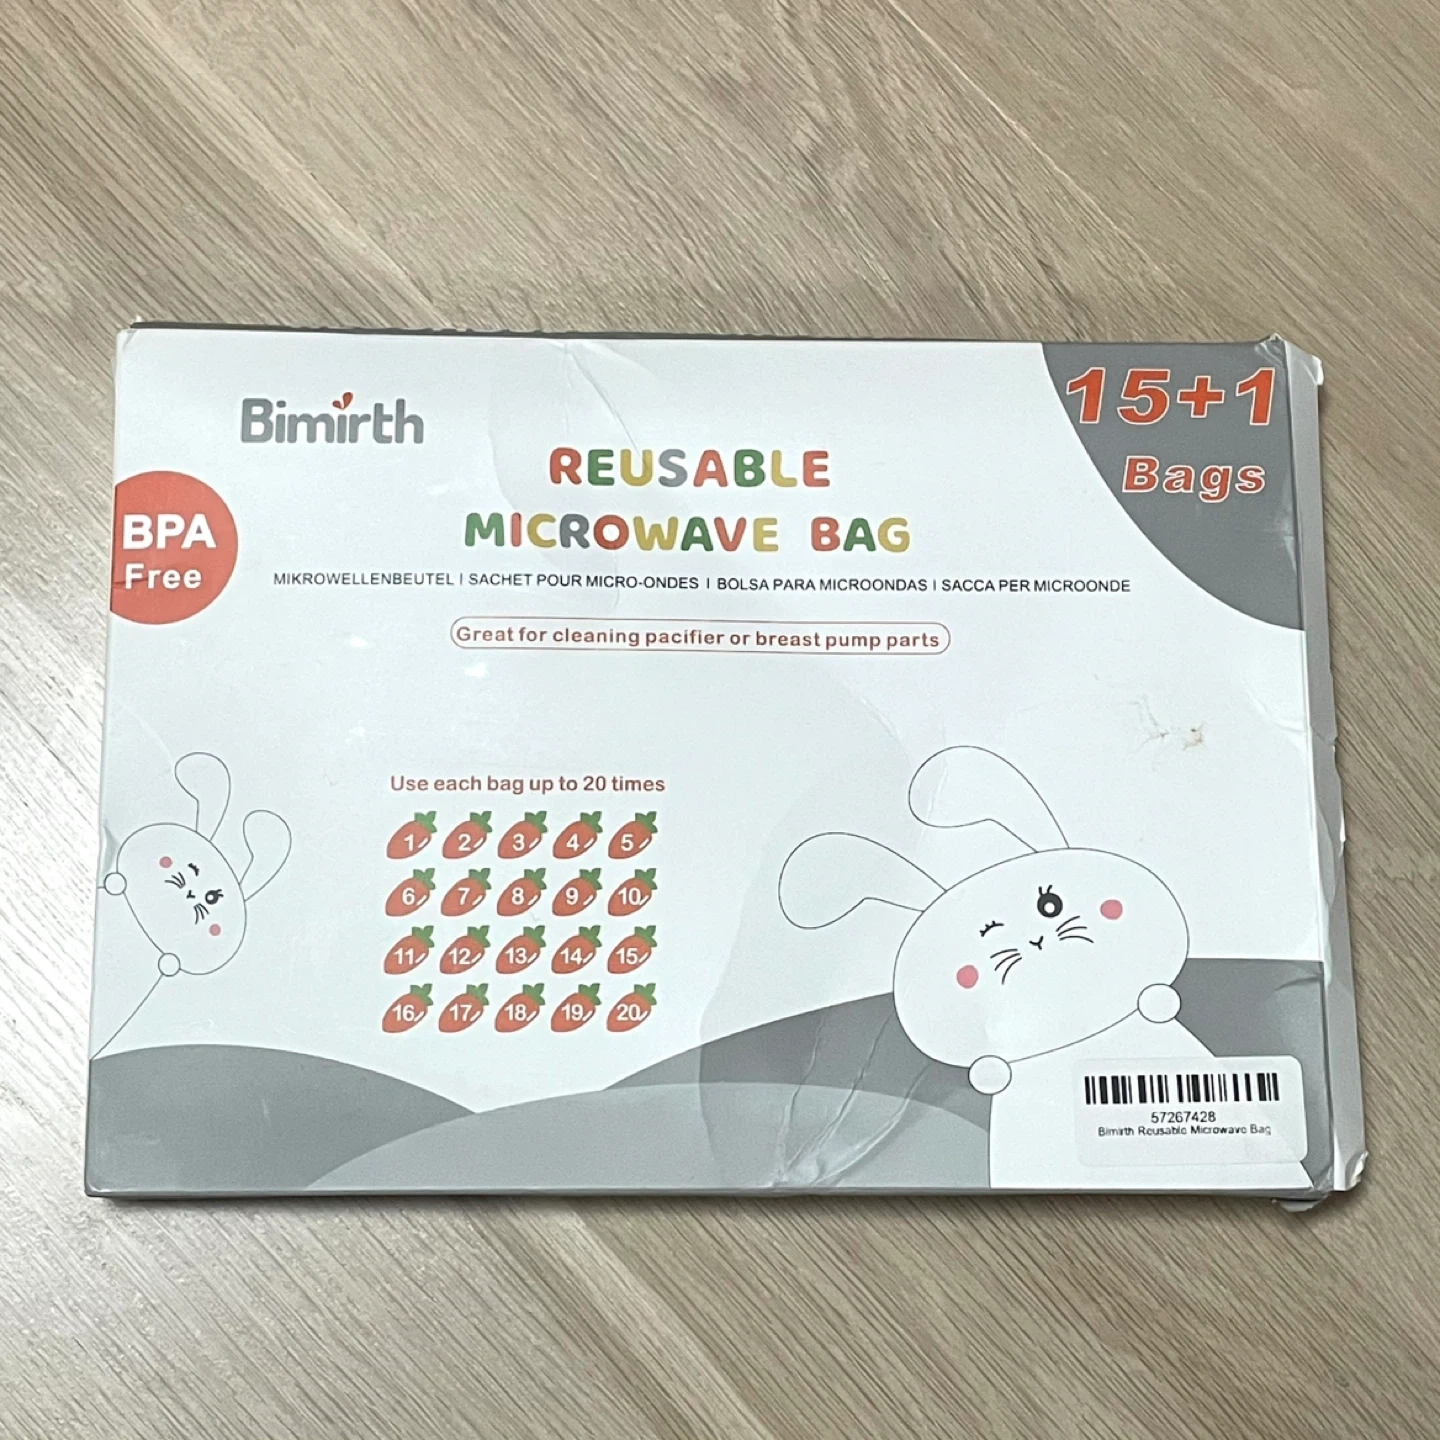 Bimirth
15+1
Bags
BPA
Free
REUSABLE
MICROWAVE BAG
MIKROWELLENBEUTEL | SACHET POUR MICRO-ONDES | BOLSA PARA MICROONDAS | SACCA PER MICROONDE
Great for cleaning pacifier or breast pump parts
Use each bag up to 20 times
1 2 3 4 5
6 7 8 9 10
11 12 13 14 15
16 17 18 19 20
57267428
Bimirth Reusable Microwave Bag